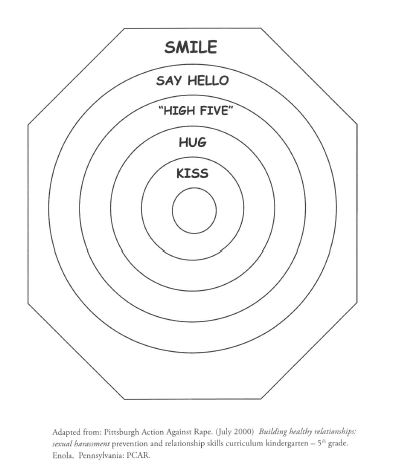 SMILE
SAY HELLO
“HIGH FIVE”
HUG
KISS
Adapted from: Pittsburgh Action Against Rape. (July 2000) Building healthy relationships:
sexual harassment prevention and relationship skills curriculum kindergarten – 5th grade.
Enola, Pennsylvania: PCAR.